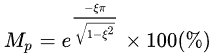 $M_p = e^{\frac{-\xi\pi}{\sqrt{1-\xi^2}}} \times 100(\%)$